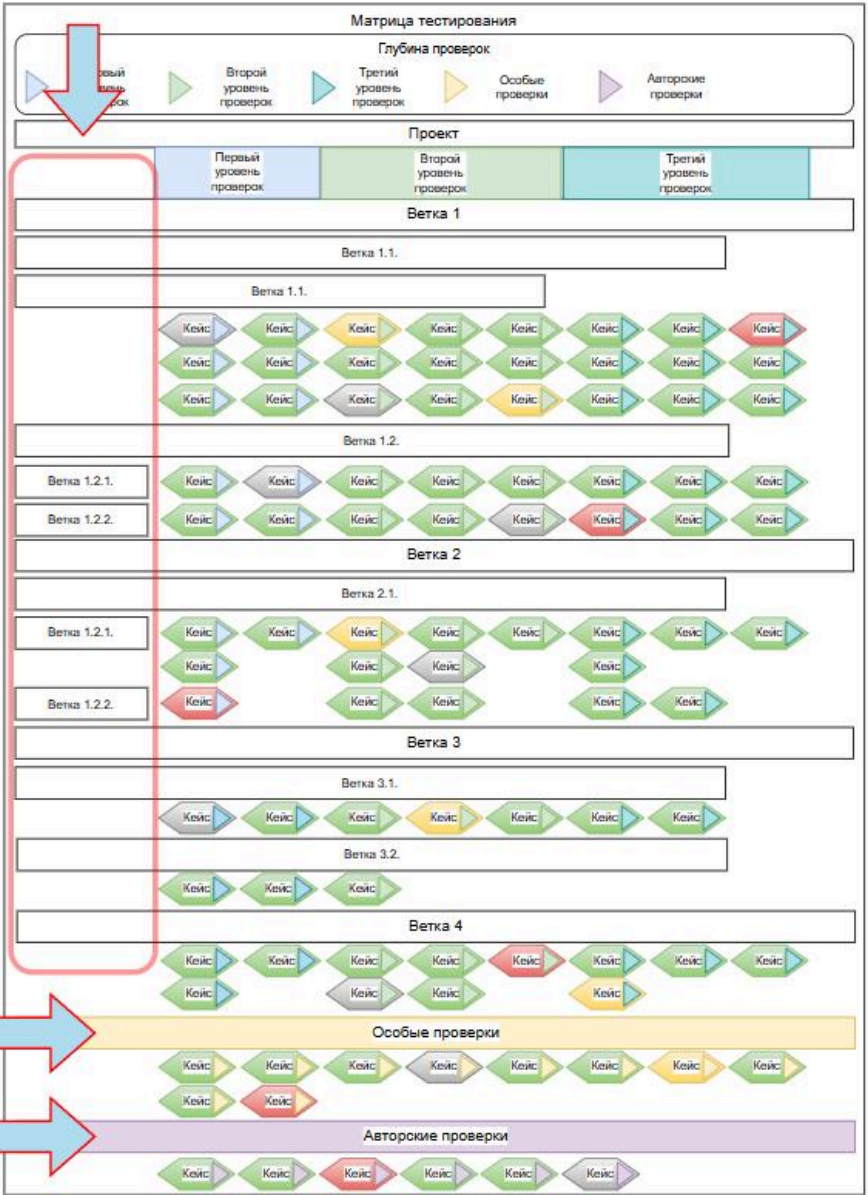 Матрица тестирования
Глубина проверок
Второй
уровень
проверок
Третий
уровень
проверок
Особые
проверки
Авторские
проверки
Проект
Первый
уровень
проверок
Второй
уровень
проверок
Третий
уровень
проверок
Ветка 1
Ветка 1.1.
Ветка 1.1.
Кейс Кейс Кейс Кейс Кейс Кейс Кейс Кейс
Кейс Кейс Кейс Кейс Кейс Кейс Кейс Кейс
Кейс Кейс Кейс Кейс Кейс Кейс Кейс Кейс
Ветка 1.2.
Ветка 1.2.1. Кейс Кейс Кейс Кейс Кейс Кейс Кейс Кейс
Ветка 1.2.2. Кейс Кейс Кейс Кейс Кейс Кейс Кейс Кейс
Ветка 2
Ветка 2.1.
Ветка 1.2.1. Кейс Кейс Кейс Кейс Кейс Кейс Кейс Кейс
Кейс Кейс Кейс Кейс
Ветка 1.2.2. Кейс Кейс Кейс Кейс Кейс
Ветка 3
Ветка 3.1.
Кейс Кейс Кейс Кейс Кейс Кейс Кейс
Ветка 3.2.
Кейс Кейс Кейс
Ветка 4
Кейс Кейс Кейс Кейс Кейс Кейс Кейс Кейс
Кейс Кейс Кейс Кейс
Особые проверки
Кейс Кейс Кейс Кейс Кейс Кейс Кейс Кейс
Кейс Кейс
Авторские проверки
Кейс Кейс Кейс Кейс Кейс Кейс